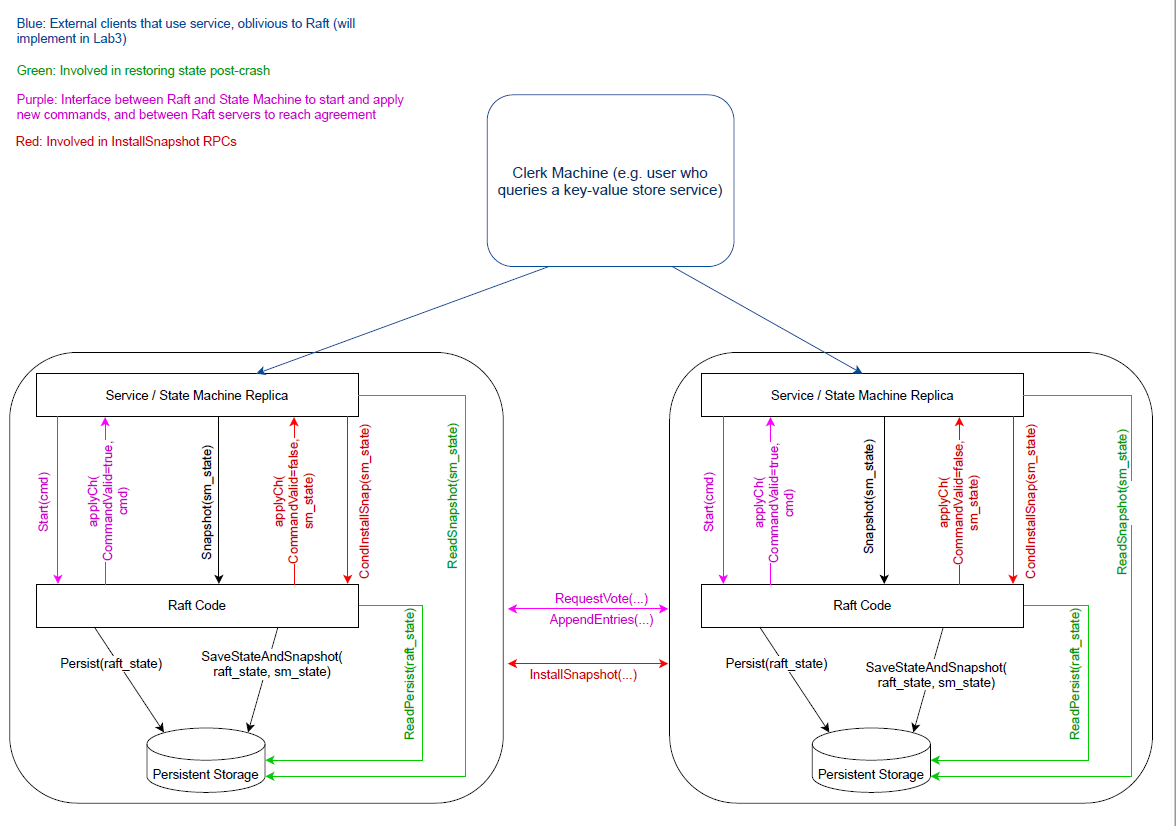 Blue: External clients that use service, oblivious to Raft (will
implement in Lab3)
Green: Involved in restoring state post-crash
Purple: Interface between Raft and State Machine to start and apply
new commands, and between Raft servers to reach agreement
Red: Involved in InstallSnapshot RPCs
Clerk Machine (e.g. user who
queries a key-value store service)
Service / State Machine Replica
Start(cmd)
applyCh(
CommandValid=true,
cmd)
Snapshot(sm_state)
applyCh(
CommandValid=false,
sm_state)
CondInstallSnap(sm_state)
ReadSnapshot(sm_state)
Raft Code
Persist(raft_state)
SaveStateAndSnapshot(
raft_state, sm_state)
ReadPersist(raft_state)
Persistent Storage
RequestVote(...)
AppendEntries(...)
InstallSnapshot(...)
Service / State Machine Replica
Start(cmd)
applyCh(
CommandValid=true,
cmd)
Snapshot(sm_state)
applyCh(
CommandValid=false,
sm_state)
CondInstallSnap(sm_state)
ReadSnapshot(sm_state)
Raft Code
Persist(raft_state)
SaveStateAndSnapshot(
raft_state, sm_state)
ReadPersist(raft_state)
Persistent Storage